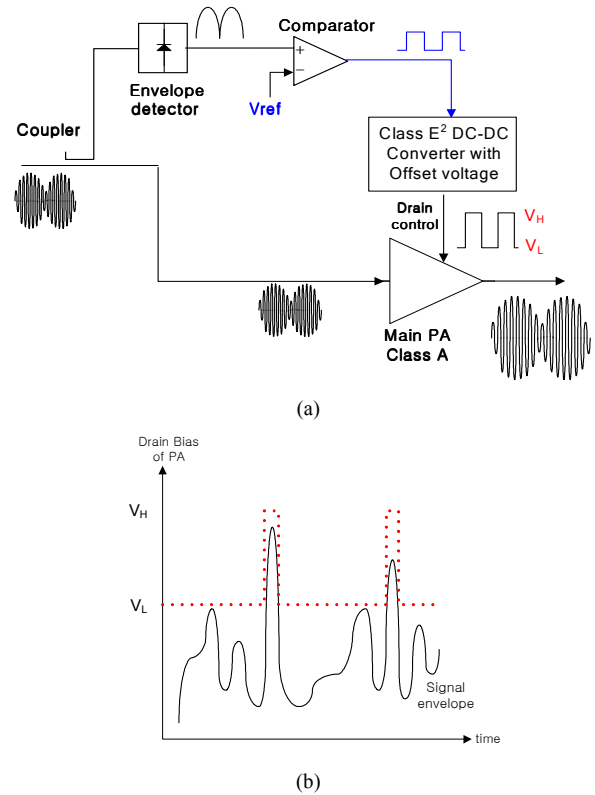 Comparator
+
−
Envelope
detector
Vref
Coupler
Class E² DC-DC
Converter with
Offset voltage
Drain
control
V_H
V_L
Main PA
Class A
(a)
Drain Bias
of PA
V_H
V_L
Signal
envelope
time
(b)